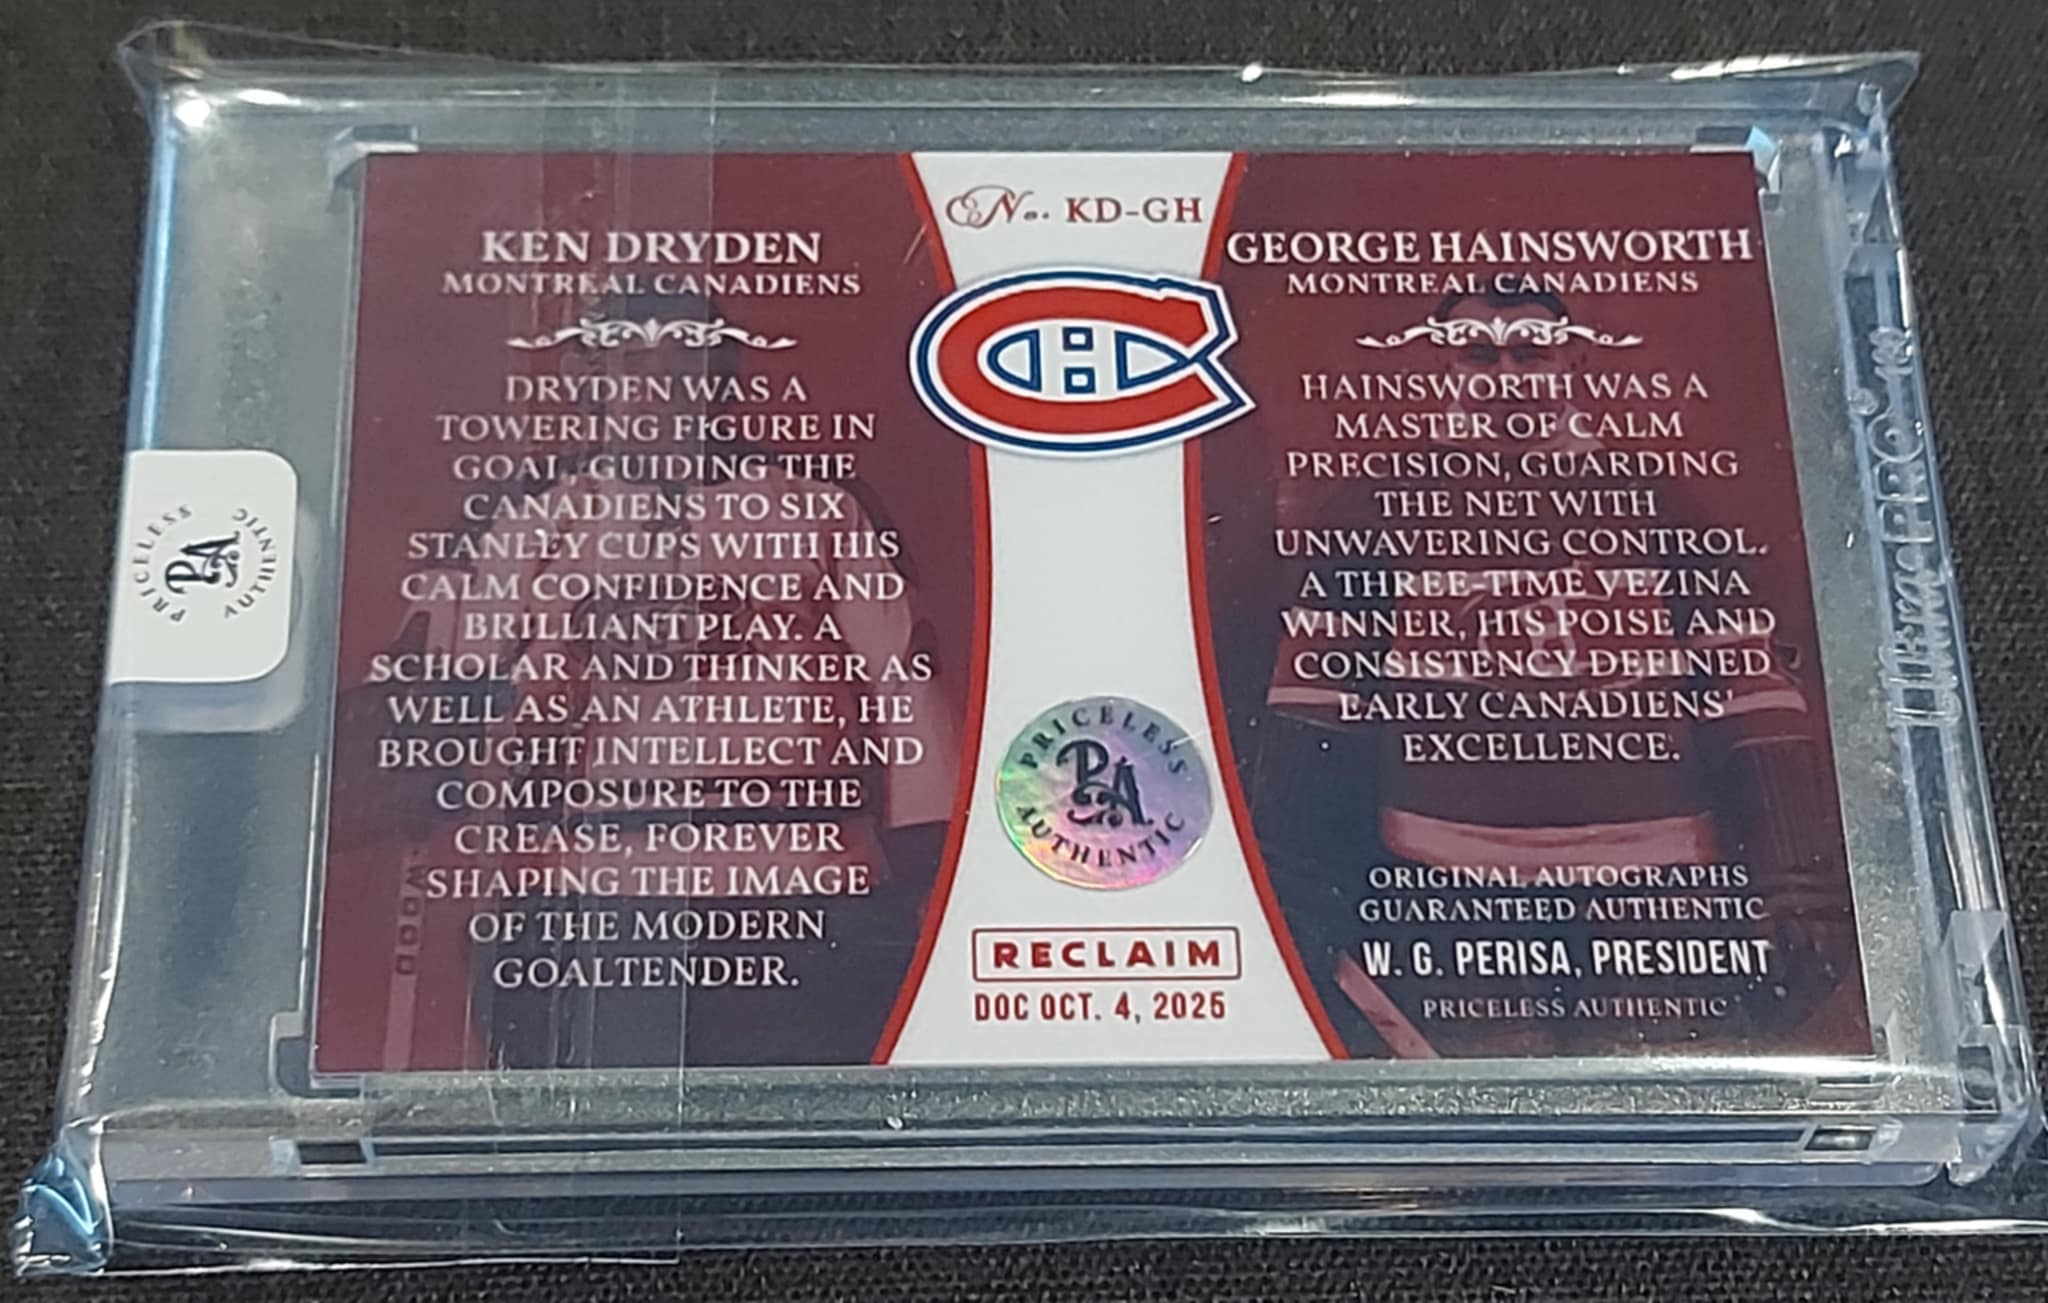 No. KD-GH
KEN DRYDEN
MONTREAL CANADIENS
DRYDEN WAS A
TOWERING FIGURE IN
GOAL, GUIDING THE
CANADIENS TO SIX
STANLEY CUPS WITH HIS
CALM CONFIDENCE AND
BRILLIANT PLAY. A
SCHOLAR AND THINKER AS
WELL AS AN ATHLETE, HE
BROUGHT INTELLECT AND
COMPOSURE TO THE
CREASE, FOREVER
SHAPING THE IMAGE
OF THE MODERN
GOALTENDER.
GEORGE HAINSWORTH
MONTREAL CANADIENS
HAINSWORTH WAS A
MASTER OF CALM
PRECISION, GUARDING
THE NET WITH
UNWAVERING CONTROL.
A THREE-TIME VEZINA
WINNER, HIS POISE AND
CONSISTENCY DEFINED
EARLY CANADIENS'
EXCELLENCE.
ORIGINAL AUTOGRAPHS
GUARANTEED AUTHENTIC
W. G. PERISA, PRESIDENT
PRICELESS AUTHENTIC
CH
PRICELESS
PA
AUTHENTIC
RECLAIM
DOC OCT. 4, 2025
PRICELESS
PA
AUTHENTIC
Ultra•PRO®